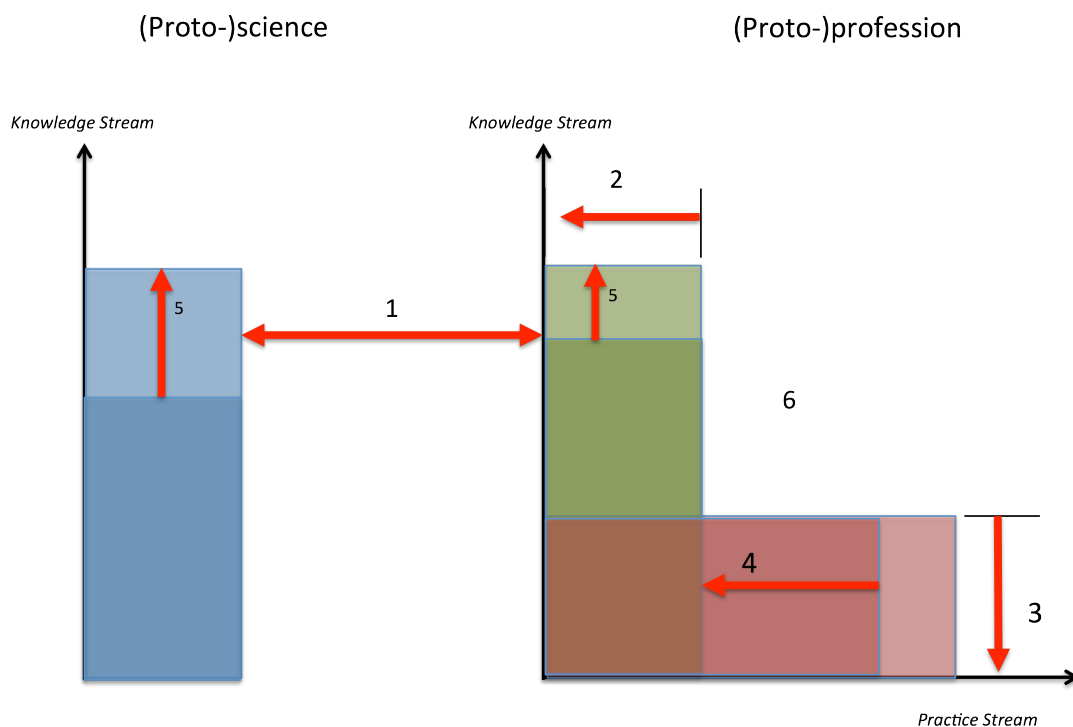 (Proto-)science
(Proto-)profession
Knowledge Stream
Knowledge Stream
2
5
5
1
6
4
3
Practice Stream